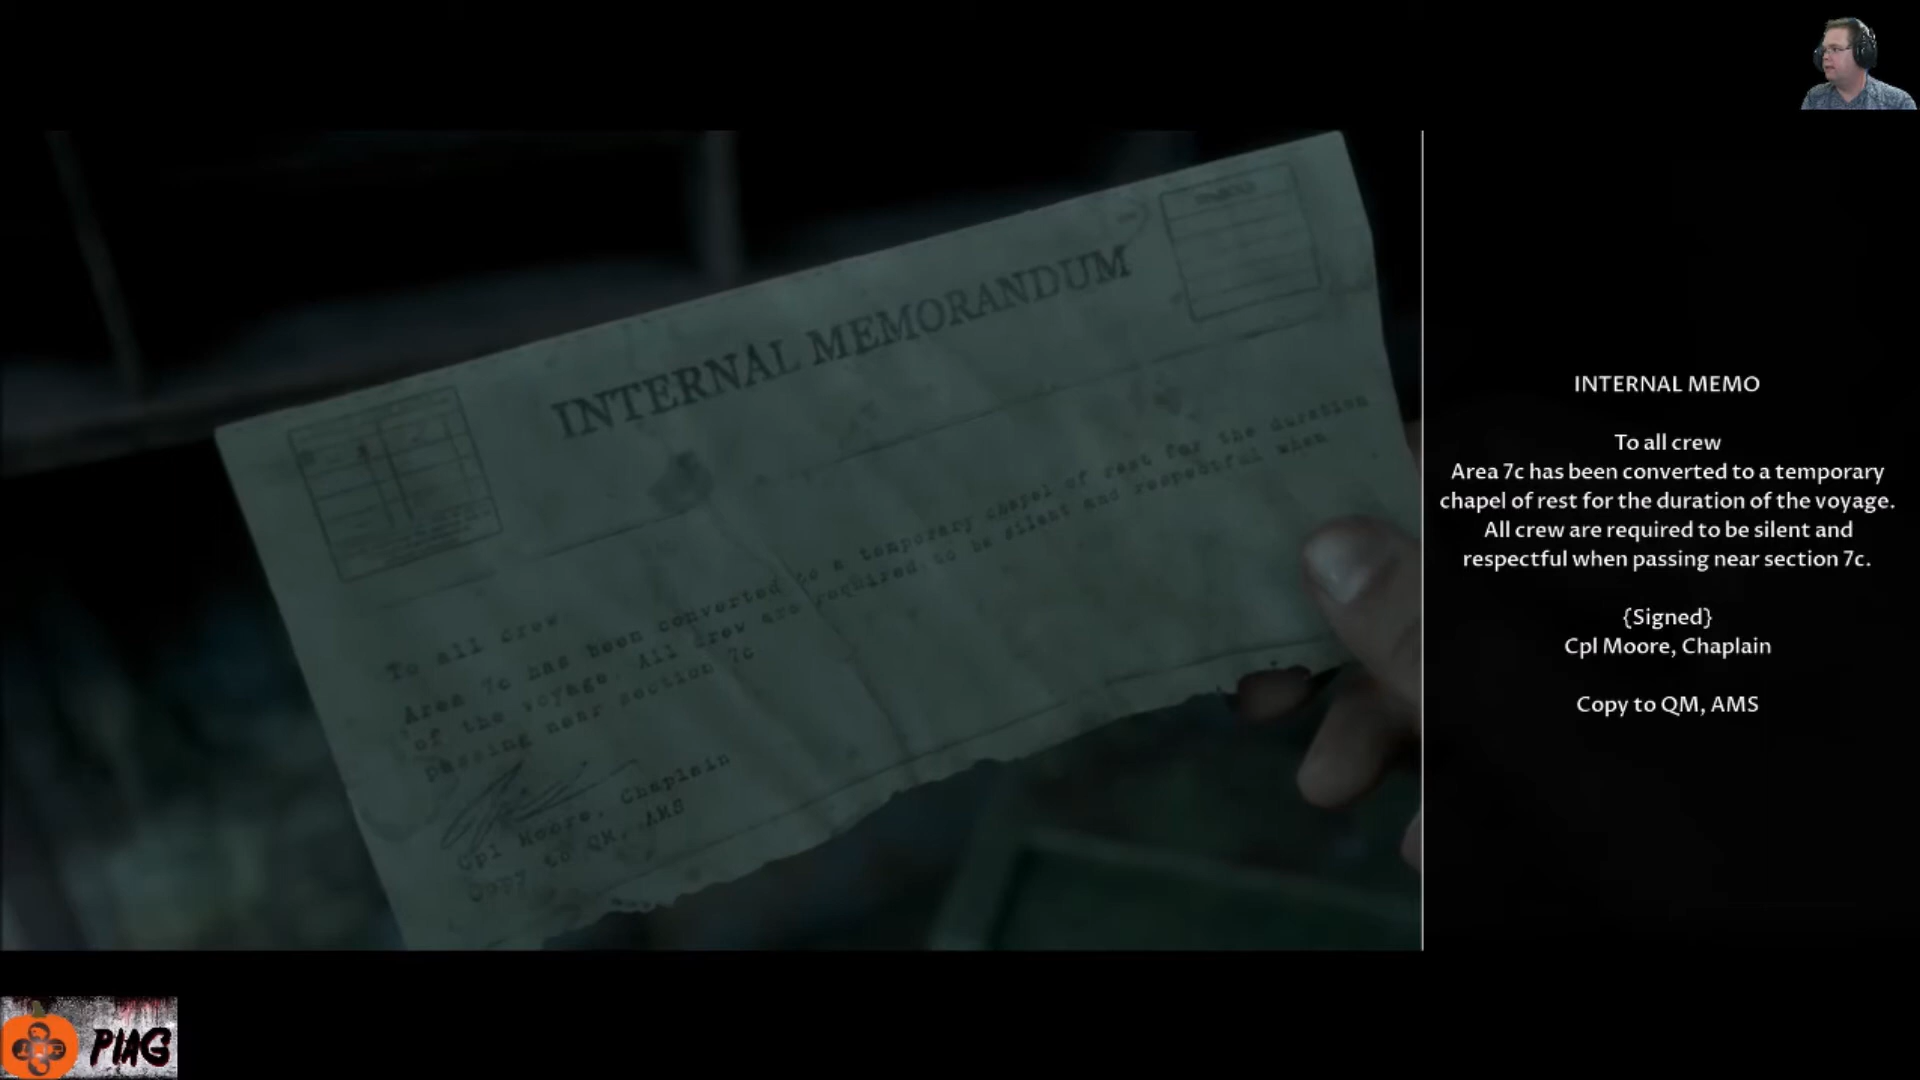 INTERNAL MEMORANDUM
To all crew
Area 7c has been converted to a temporary chapel of rest for the duration
of the voyage. All crew are required to be silent and respectful when
passing near section 7c
Cpl Moore, Chaplain
Copy to QM, AMS
INTERNAL MEMO
To all crew
Area 7c has been converted to a temporary
chapel of rest for the duration of the voyage.
All crew are required to be silent and
respectful when passing near section 7c.
{Signed}
Cpl Moore, Chaplain
Copy to QM, AMS
PIAG